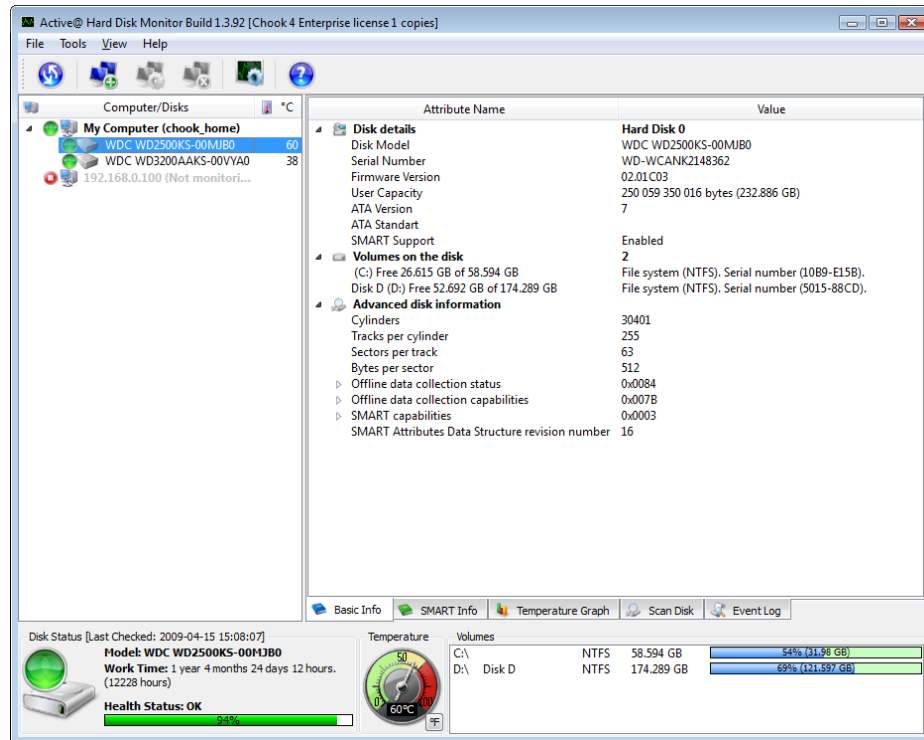 Active@ Hard Disk Monitor Build 1.3.92 [Chook 4 Enterprise license 1 copies]
File Tools View Help
Computer/Disks °C
My Computer (chook_home)
WDC WD2500KS-00MJB0 60
WDC WD3200AAKS-00VYA0 38
192.168.0.100 (Not monitori...
Attribute Name Value
Disk details Hard Disk 0
Disk Model WDC WD2500KS-00MJB0
Serial Number WD-WCANK2148362
Firmware Version 02.01C03
User Capacity 250 059 350 016 bytes (232.886 GB)
ATA Version 7
ATA Standart
SMART Support Enabled
Volumes on the disk 2
(C:) Free 26.615 GB of 58.594 GB File system (NTFS). Serial number (10B9-E15B).
Disk D (D:) Free 52.692 GB of 174.289 GB File system (NTFS). Serial number (5015-88CD).
Advanced disk information
Cylinders 30401
Tracks per cylinder 255
Sectors per track 63
Bytes per sector 512
Offline data collection status 0x0084
Offline data collection capabilities 0x007B
SMART capabilities 0x0003
SMART Attributes Data Structure revision number 16
Basic Info SMART Info Temperature Graph Scan Disk Event Log
Disk Status [Last Checked: 2009-04-15 15:08:07]
Model: WDC WD2500KS-00MJB0
Work Time: 1 year 4 months 24 days 12 hours.
(12228 hours)
Health Status: OK
94%
Temperature
50
60°C
°F
Volumes
C:\ NTFS 58.594 GB 54% (31.98 GB)
D:\ Disk D NTFS 174.289 GB 69% (121.597 GB)